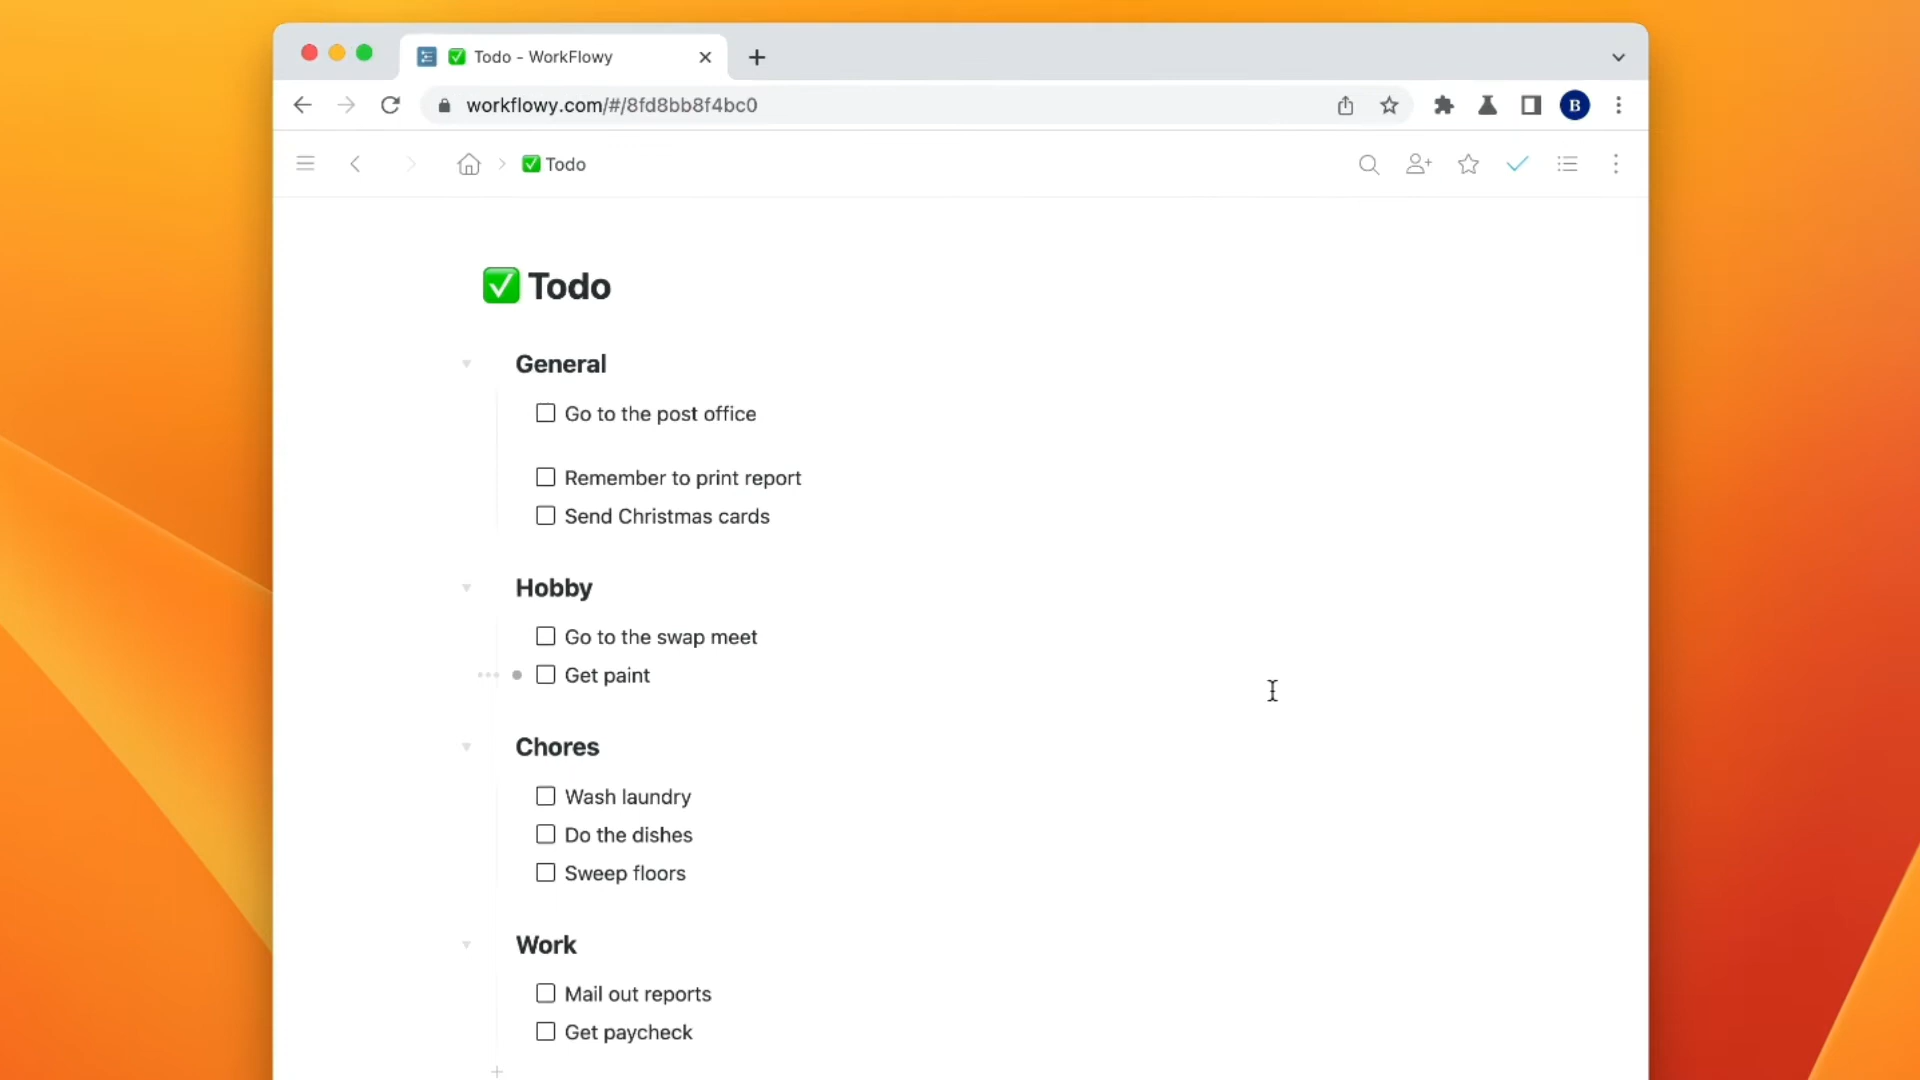 ✅ Todo - WorkFlowy
workflowy.com/#/8fd8bb8f4bc0
B
✅ Todo
✅ Todo
General
Go to the post office
Remember to print report
Send Christmas cards
Hobby
Go to the swap meet
Get paint
Chores
Wash laundry
Do the dishes
Sweep floors
Work
Mail out reports
Get paycheck